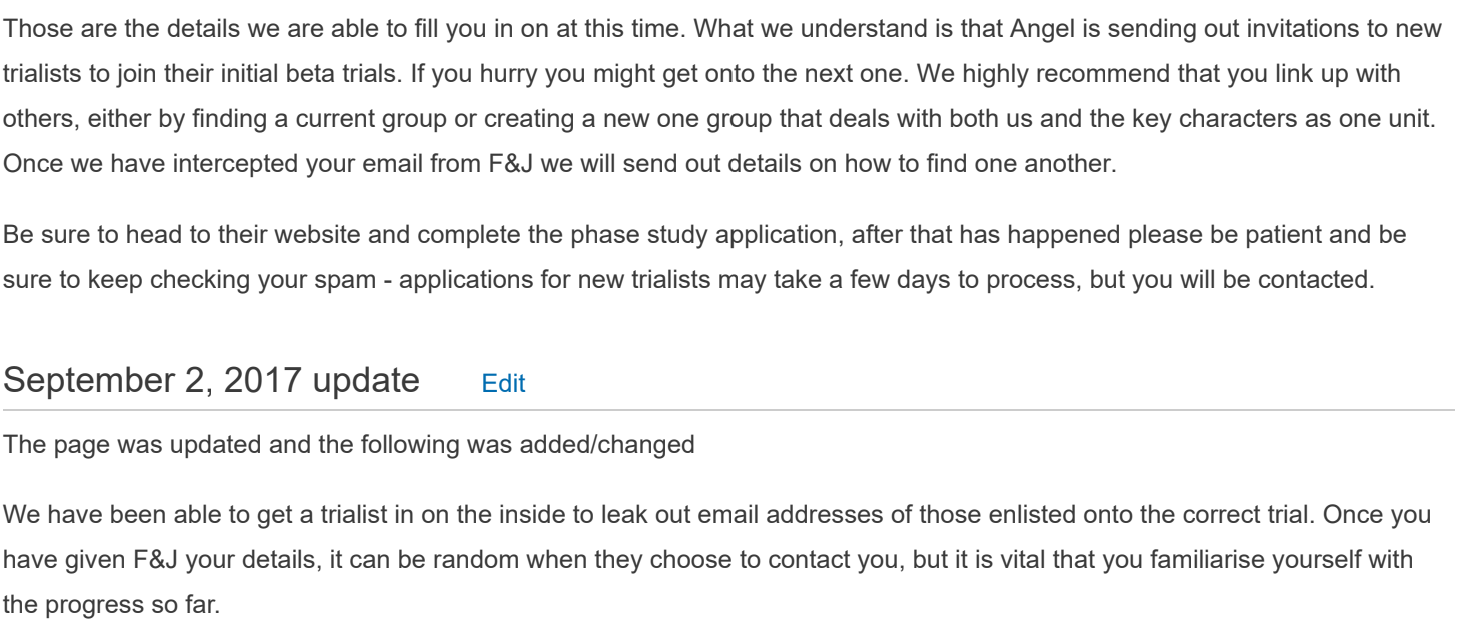 Those are the details we are able to fill you in on at this time. What we understand is that Angel is sending out invitations to new
trialists to join their initial beta trials. If you hurry you might get onto the next one. We highly recommend that you link up with
others, either by finding a current group or creating a new one group that deals with both us and the key characters as one unit.
Once we have intercepted your email from F&J we will send out details on how to find one another.
Be sure to head to their website and complete the phase study application, after that has happened please be patient and be
sure to keep checking your spam - applications for new trialists may take a few days to process, but you will be contacted.
September 2, 2017 update Edit
The page was updated and the following was added/changed
We have been able to get a trialist in on the inside to leak out email addresses of those enlisted onto the correct trial. Once you
have given F&J your details, it can be random when they choose to contact you, but it is vital that you familiarise yourself with
the progress so far.